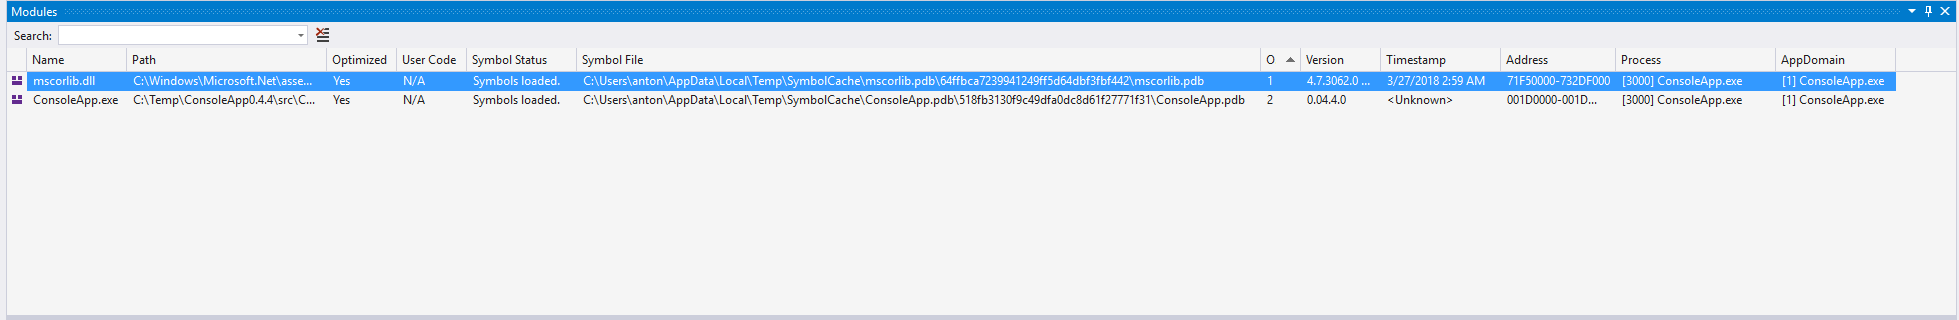 Modules
Search:
Name Path Optimized User Code Symbol Status Symbol File O Version Timestamp Address Process AppDomain
mscorlib.dll C:\Windows\Microsoft.Net\asse... Yes N/A Symbols loaded. C:\Users\anton\AppData\Local\Temp\SymbolCache\mscorlib.pdb\64ffbca7239941249ff5d64dbf3fbf442\mscorlib.pdb 1 4.7.3062.0 ... 3/27/2018 2:59 AM 71F50000-732DF000 [3000] ConsoleApp.exe [1] ConsoleApp.exe
ConsoleApp.exe C:\Temp\ConsoleApp0.4.4\src\C... Yes N/A Symbols loaded. C:\Users\anton\AppData\Local\Temp\SymbolCache\ConsoleApp.pdb\518fb3130f9c49dfa0dc8d61f27771f31\ConsoleApp.pdb 2 0.04.4.0 <Unknown> 001D0000-001D... [3000] ConsoleApp.exe [1] ConsoleApp.exe